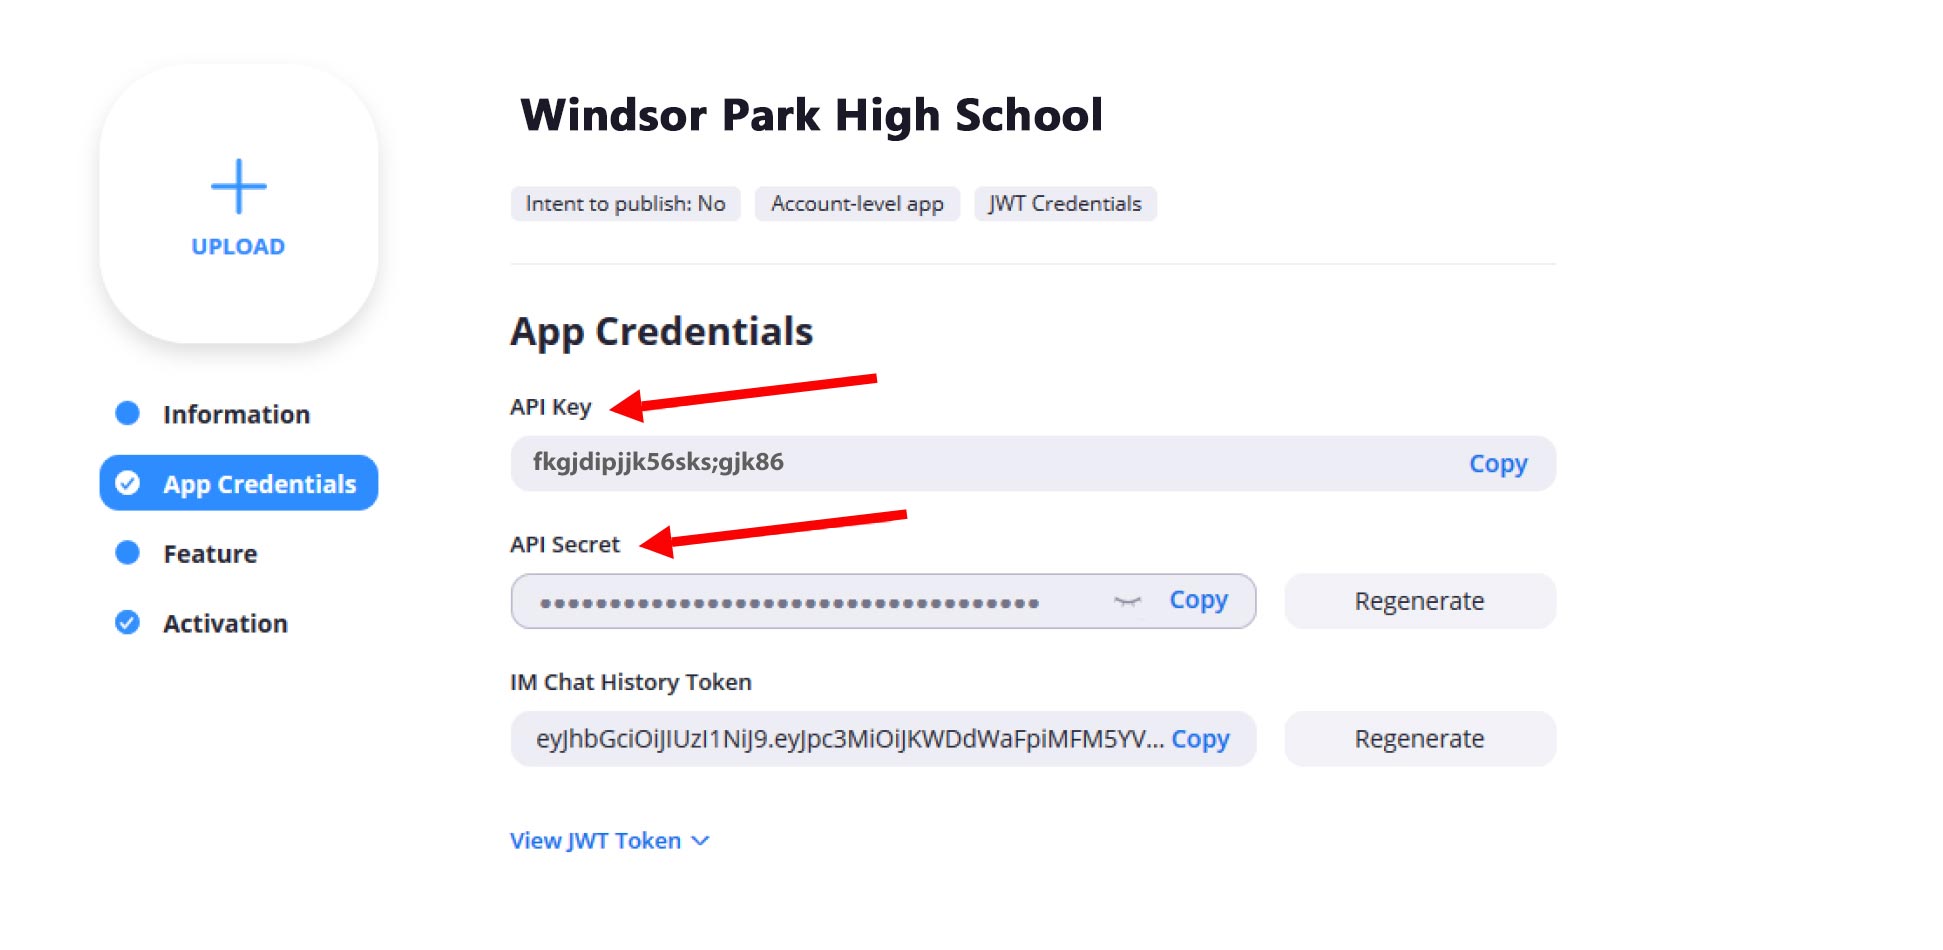 Windsor Park High School
Intent to publish: No Account-level app JWT Credentials
UPLOAD
Information
App Credentials
Feature
Activation
App Credentials
API Key
fkgjdipjjk56sks;gjk86 Copy
API Secret
•••••••••••••••••••••••••••••••••••• Copy Regenerate
IM Chat History Token
eyJhbGciOiJIUzI1NiJ9.eyJpc3MiOiJKWDdWaFpiMFM5YV... Copy Regenerate
View JWT Token